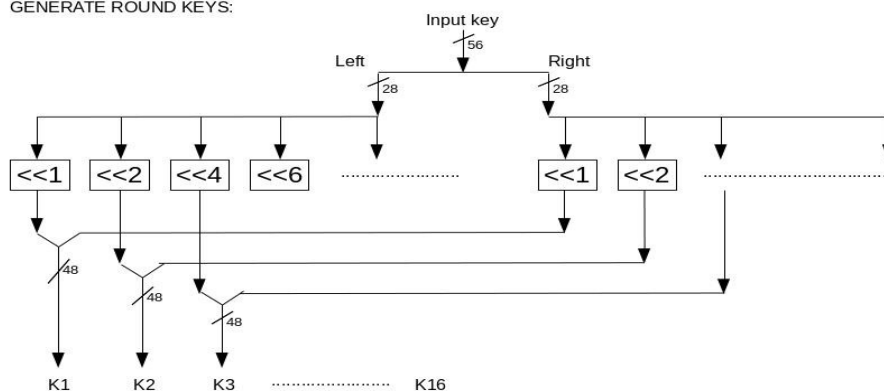 GENERATE ROUND KEYS:
Input key
56
Left Right
28 28
<<1 <<2 <<4 <<6 ...................... <<1 <<2 ......................
48
48
48
K1 K2 K3 ...................... K16